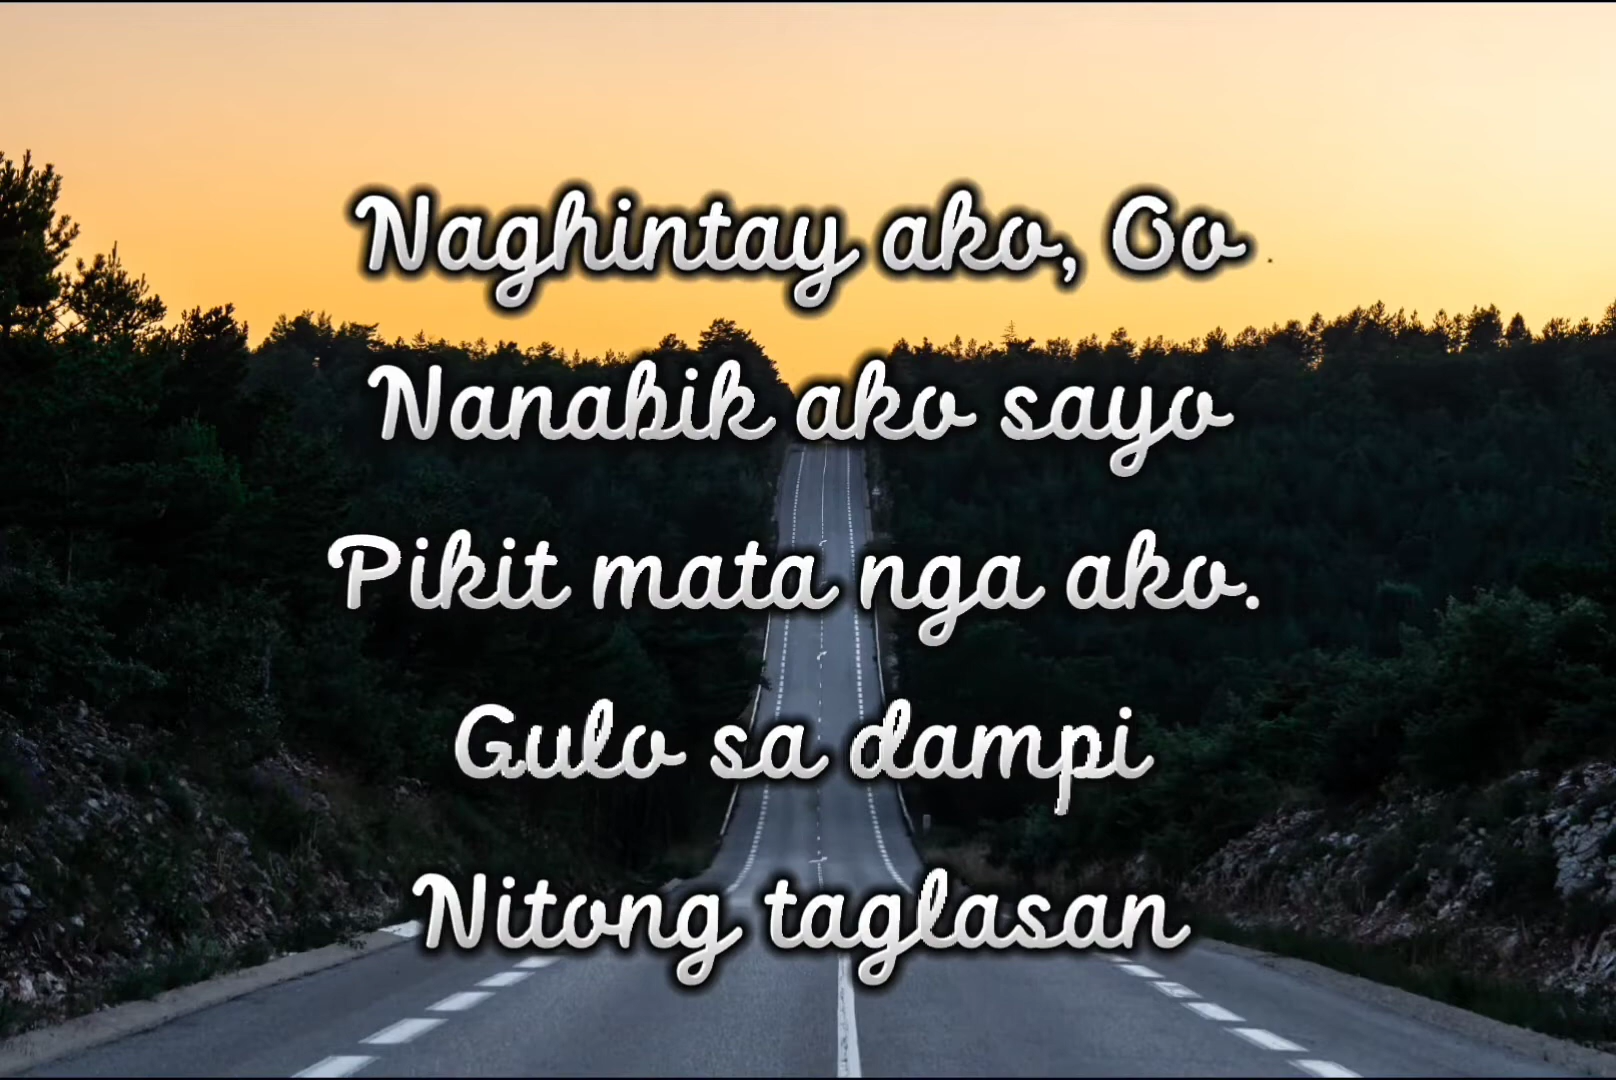 Naghintay ako, Oo
Nanabik ako sayo
Pikit mata nga ako.
Gulo sa dampi
Nitong taglasan